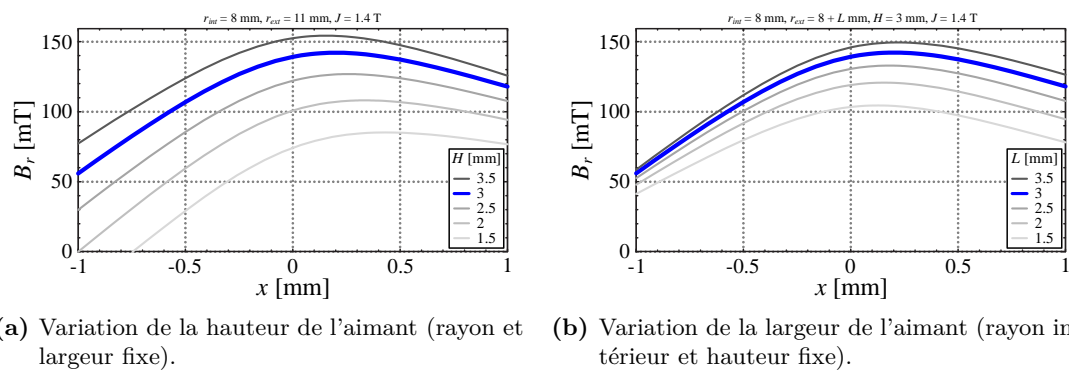 r_int = 8 mm, r_ext = 11 mm, J = 1.4 T
B_r [mT]
150
100
50
0
-1 -0.5 0 0.5 1
x [mm]
H [mm]
3.5
3
2.5
2
1.5
r_int = 8 mm, r_ext = 8 + L mm, H = 3 mm, J = 1.4 T
B_r [mT]
150
100
50
0
-1 -0.5 0 0.5 1
x [mm]
L [mm]
3.5
3
2.5
2
1.5
(a) Variation de la hauteur de l'aimant (rayon et
largeur fixe).
(b) Variation de la largeur de l'aimant (rayon in
térieur et hauteur fixe).